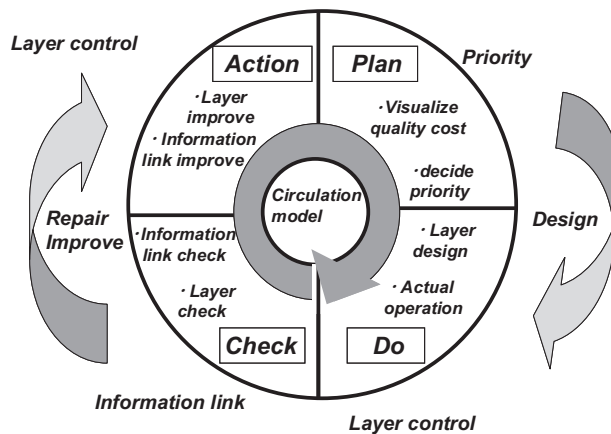 Layer control
Action
Plan
Priority
・Layer
improve
・Information
link improve
・Visualize
quality cost
・decide
priority
Circulation
model
Repair
Improve
・Information
link check
・Layer
check
・Layer
design
・Actual
operation
Design
Check
Do
Information link
Layer control